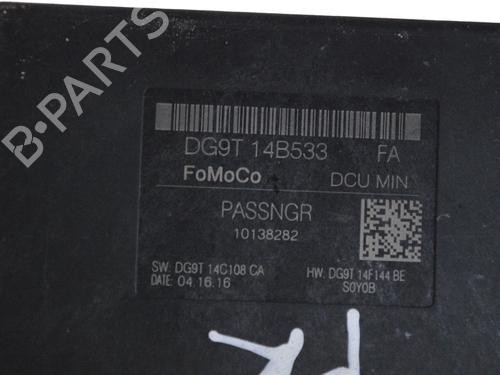 B-PARTS
DG9T 14B533 FA
FoMoCo DCU MIN
PASSNGR
10138282
SW: DG9T 14C108 CA HW: DG9T 14F144 BE
DATE: 04.16.16 S0Y0B